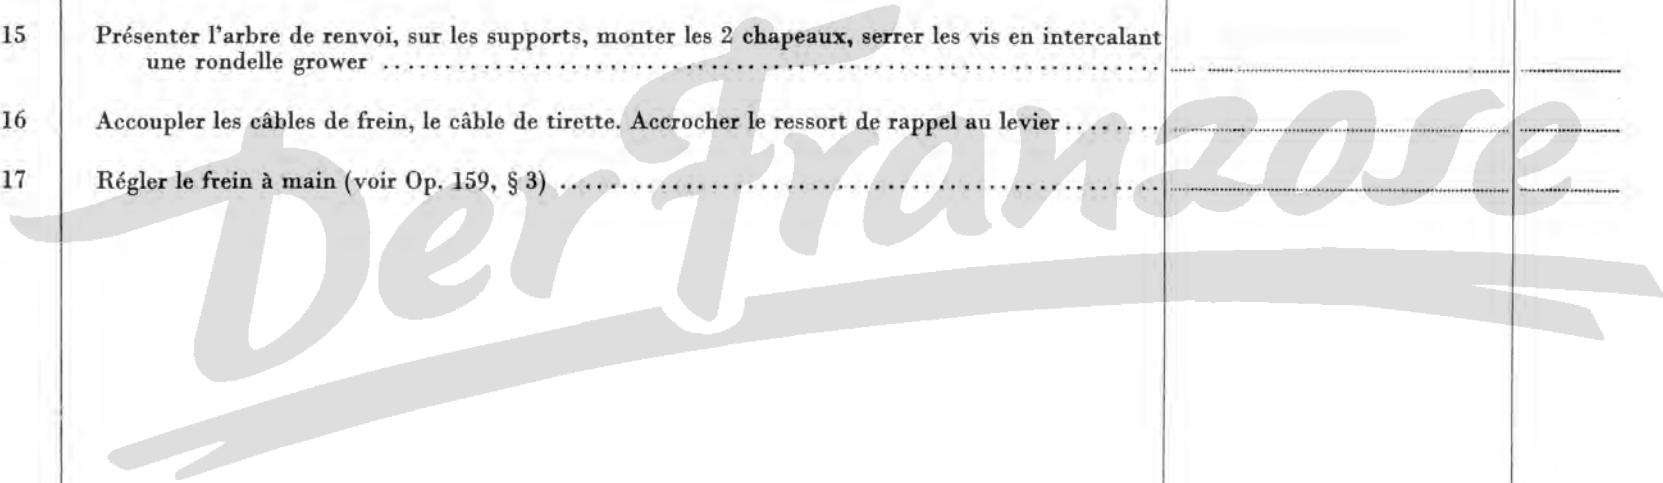 15 Présenter l'arbre de renvoi, sur les supports, monter les 2 chapeaux, serrer les vis en intercalant
une rondelle grower
16 Accoupler les câbles de frein, le câble de tirette. Accrocher le ressort de rappel au levier
17 Régler le frein à main (voir Op. 159, § 3)
Der Franzose